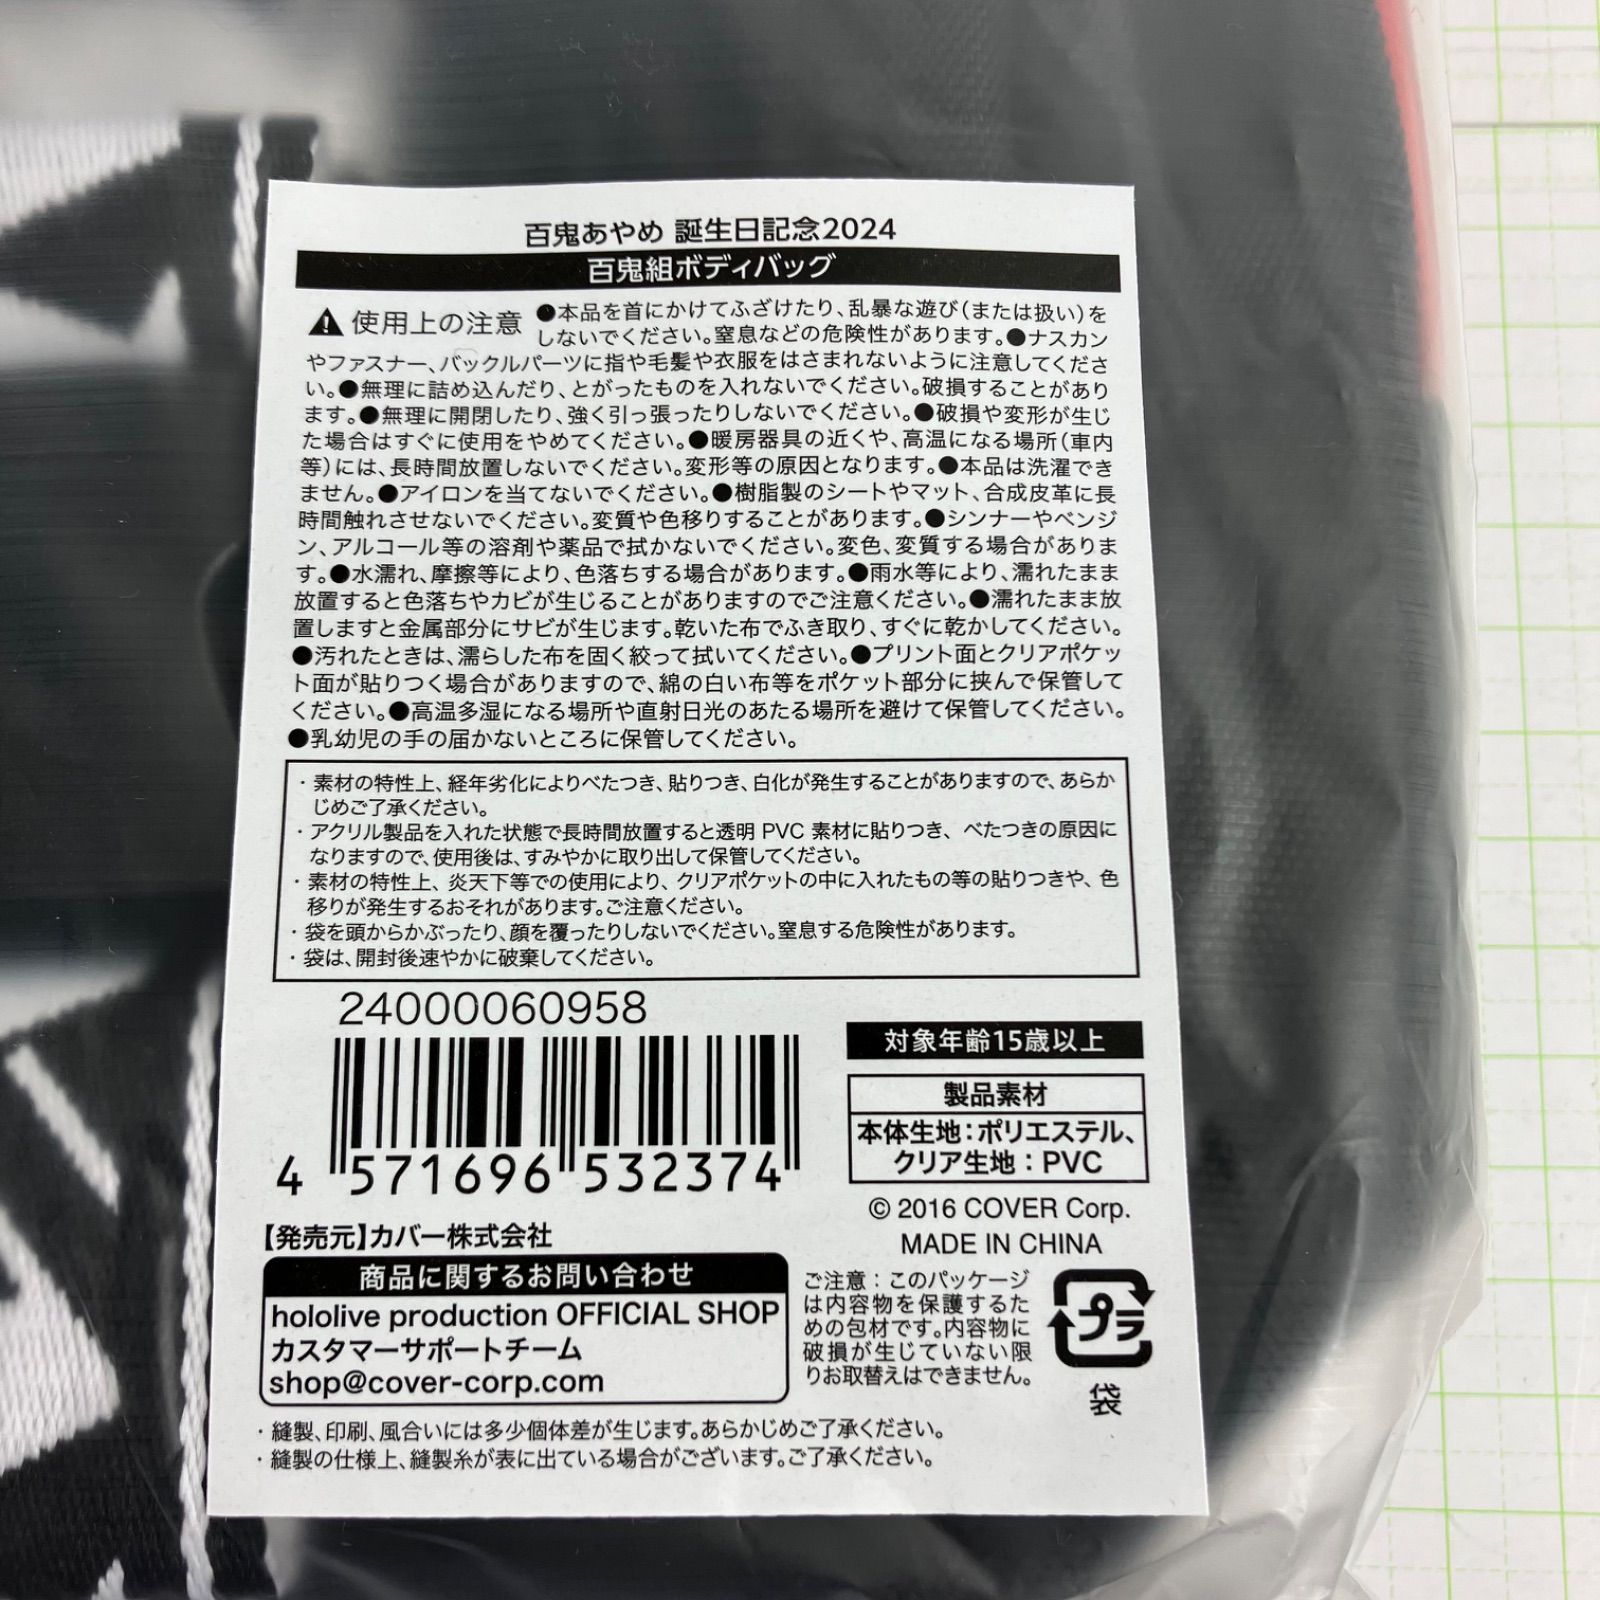 百鬼あやめ 誕生日記念2024
百鬼組ボディバッグ
使用上の注意
●本品を首にかけてふざけたり、乱暴な遊び(または扱い)を
しないでください。窒息などの危険性があります。●ナスカン
やファスナー、バックルパーツに指や毛髪や衣服をはさまれないように注意してくださ
い。●無理に詰め込んだり、とがったものを入れないでください。破損することがあり
ます。●無理に開閉したり、強く引っ張ったりしないでください。●破損や変形が生じ
た場合はすぐに使用をやめてください。●暖房器具の近くや、高温になる場所(車内
等)には、長時間放置しないでください。変形等の原因となります。●本品は洗濯でき
ません。●アイロンを当てないでください。●樹脂製のシートやマット、合成皮革に長
時間触れさせないでください。変質や色移りすることがあります。●シンナーやベンジ
ン、アルコール等の溶剤や薬品で拭かないでください。変色、変質する場合がありま
す。●水濡れ、摩擦等により、色落ちする場合があります。●雨水等により、濡れたまま
放置すると色落ちやカビが生じることがありますのでご注意ください。●濡れたまま放
置しますと金属部分にサビが生じます。乾いた布でふき取り、すぐに乾かしてください。
●汚れたときは、濡らした布を固く絞って拭いてください。●プリント面とクリアポケッ
ト面が貼りつく場合がありますので、綿の白い布等をポケット部分に挟んで保管して
ください。●高温多湿になる場所や直射日光のあたる場所を避けて保管してください。
●乳幼児の手の届かないところに保管してください。
・素材の特性上、経年劣化によりべたつき、貼りつき、白化が発生することがありますので、あらか
じめご了承ください。
・アクリル製品を入れた状態で長時間放置すると透明 PVC 素材に貼りつき、べたつきの原因に
なりますので、使用後は、すみやかに取り出して保管してください。
・素材の特性上、炎天下等での使用により、クリアポケットの中に入れたもの等の貼りつきや、色
移りが発生するおそれがあります。ご注意ください。
・袋を頭からかぶったり、顔を覆ったりしないでください。窒息する危険性があります。
・袋は、開封後速やかに破棄してください。
24000060958
4 571696 532374
対象年齢15歳以上
製品素材
本体生地：ポリエステル、
クリア生地：PVC
© 2016 COVER Corp.
MADE IN CHINA
【発売元】カバー株式会社
商品に関するお問い合わせ
hololive production OFFICIAL SHOP
カスタマーサポートチーム
shop@cover-corp.com
ご注意：このパッケージ
は内容物を保護するた
めの包材です。内容物に
破損が生じていない限
りお取替えはできません。
プラ
袋
・縫製、印刷、風合いには多少個体差が生じます。あらかじめご了承ください。
・縫製の仕様上、縫製糸が表に出ている場合がございます。ご了承ください。